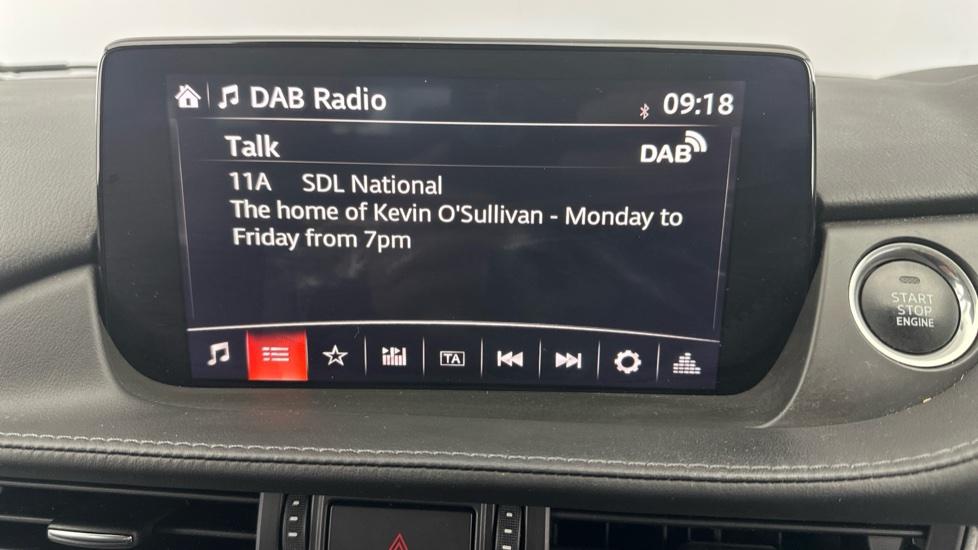 DAB Radio 09:18
Talk DAB
11A SDL National
The home of Kevin O'Sullivan - Monday to
Friday from 7pm
TA
START
STOP
ENGINE